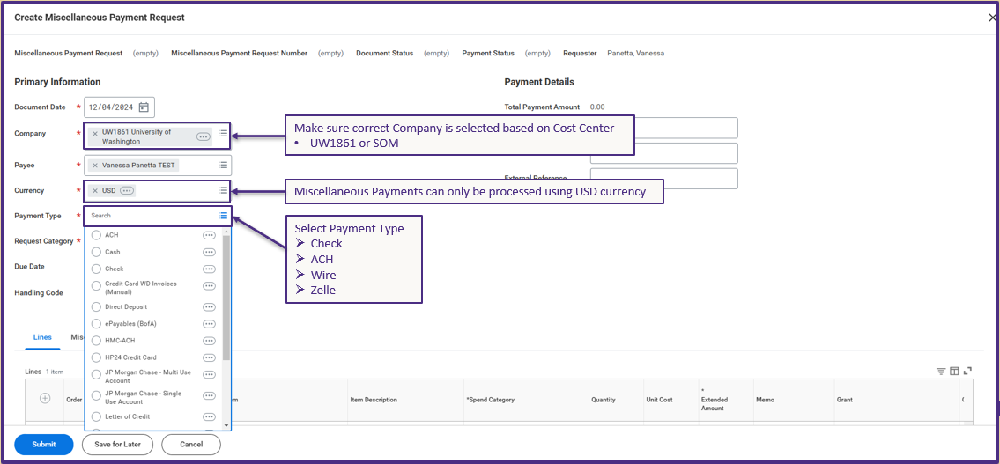 Create Miscellaneous Payment Request
Miscellaneous Payment Request (empty) Miscellaneous Payment Request Number (empty) Document Status (empty) Payment Status (empty) Requester Panetta, Vanessa
Primary Information
Payment Details
Document Date * 12/04/2024
Total Payment Amount 0.00
Company * × UW1861 University of
Washington
Make sure correct Company is selected based on Cost Center
• UW1861 or SOM
Payee * × Vanessa Panetta TEST
External Reference
Currency * × USD
Miscellaneous Payments can only be processed using USD currency
Payment Type * Search
Select Payment Type
➢ Check
➢ ACH
➢ Wire
➢ Zelle
Request Category *
Due Date
Handling Code
ACH
Cash
Check
Credit Card WD Invoices
(Manual)
Direct Deposit
ePayables (BofA)
HMC-ACH
HP24 Credit Card
JP Morgan Chase - Multi Use
Account
JP Morgan Chase - Single
Use Account
Letter of Credit
Lines Mis
Lines 1 item
Order Item Description *Spend Category Quantity Unit Cost * Extended Amount Memo Grant
Submit Save for Later Cancel